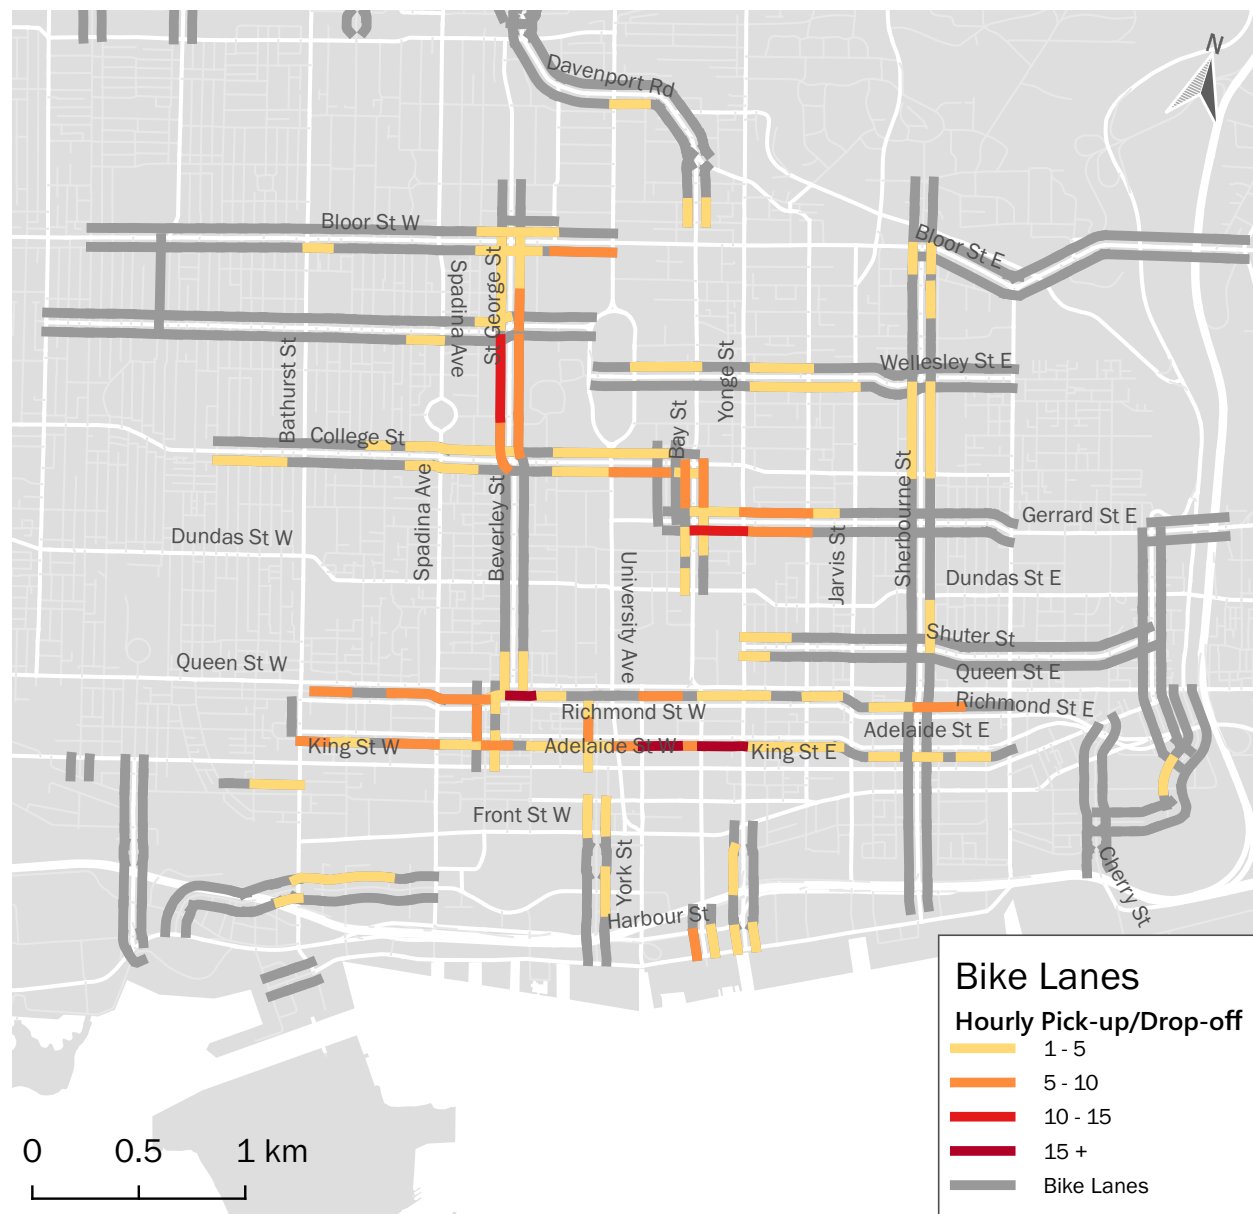 N
Davenport Rd
Bloor St W
Bloor St E
Spadina Ave
St George St
Bathurst St
Yonge St
Wellesley St E
Bay St
College St
Spadina Ave
Beverley St
Sherbourne St
Gerrard St E
Dundas St W
University Ave
Jarvis St
Dundas St E
Shuter St
Queen St W
Queen St E
Richmond St W
Richmond St E
King St W
Adelaide St W
King St E
Adelaide St E
Front St W
York St
Harbour St
Cherry St
Bike Lanes
Hourly Pick-up/Drop-off
1 - 5
5 - 10
10 - 15
15 +
Bike Lanes
0 0.5 1 km